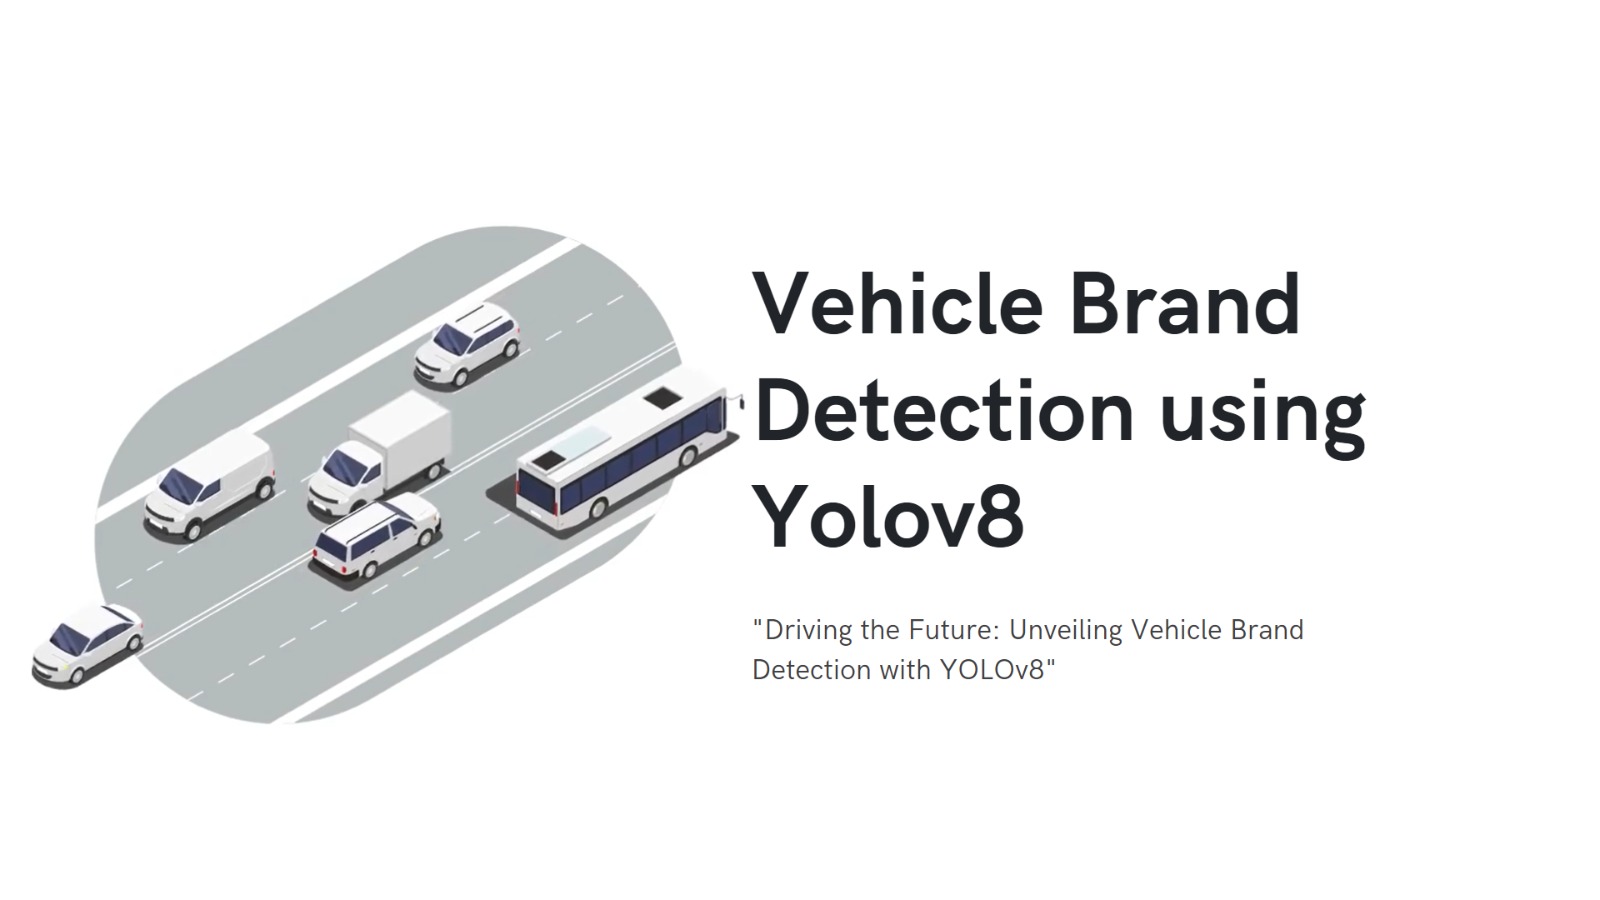 Vehicle Brand
Detection using
Yolov8
"Driving the Future: Unveiling Vehicle Brand
Detection with YOLOv8"